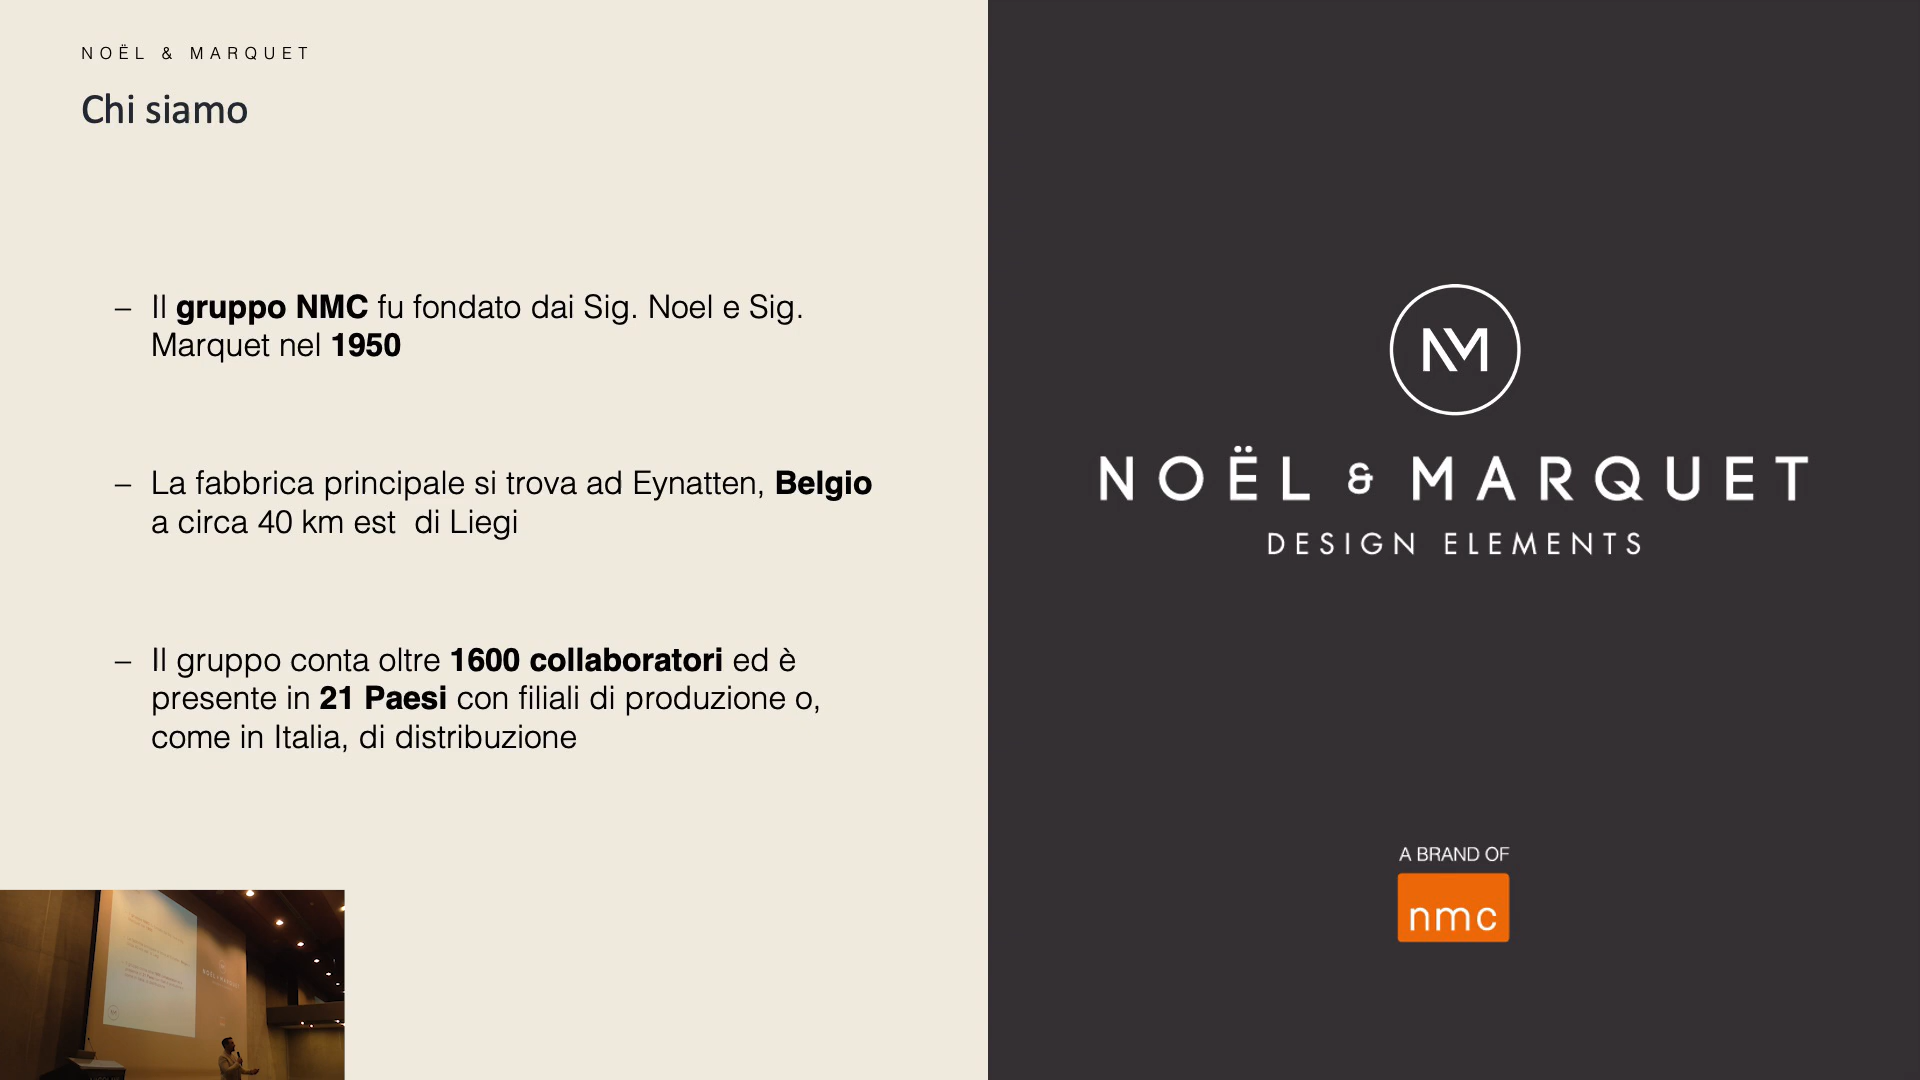 NOËL & MARQUET
Chi siamo
– Il gruppo NMC fu fondato dai Sig. Noel e Sig.
Marquet nel 1950
– La fabbrica principale si trova ad Eynatten, Belgio
a circa 40 km est  di Liegi
– Il gruppo conta oltre 1600 collaboratori ed è
presente in 21 Paesi con filiali di produzione o,
come in Italia, di distribuzione
NM
NOËL & MARQUET
DESIGN ELEMENTS
A BRAND OF
nmc
NOËL & MARQUET